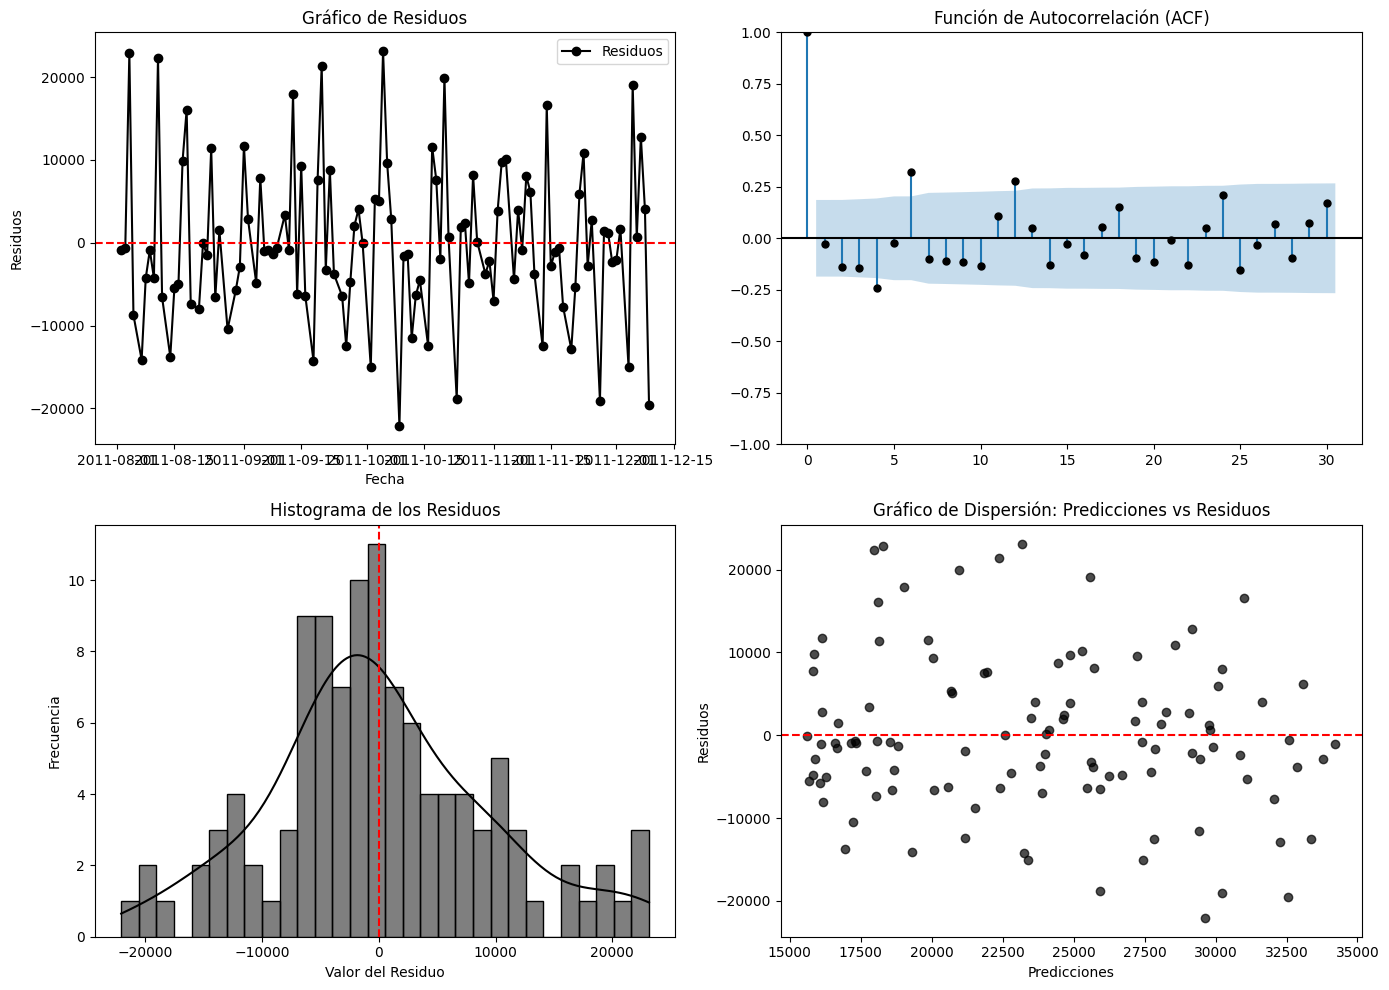 Gráfico de Residuos
Residuos
20000
10000
0
−10000
−20000
Residuos
2011-08-01 2011-08-15 2011-09-01 2011-09-15 2011-10-01 2011-10-15 2011-11-01 2011-11-15 2011-12-01 2011-12-15
Fecha
Función de Autocorrelación (ACF)
1.00
0.75
0.50
0.25
0.00
−0.25
−0.50
−0.75
−1.00
0 5 10 15 20 25 30
Histograma de los Residuos
Frecuencia
10
8
6
4
2
0
−20000 −10000 0 10000 20000
Valor del Residuo
Gráfico de Dispersión: Predicciones vs Residuos
Residuos
20000
10000
0
−10000
−20000
15000 17500 20000 22500 25000 27500 30000 32500 35000
Predicciones